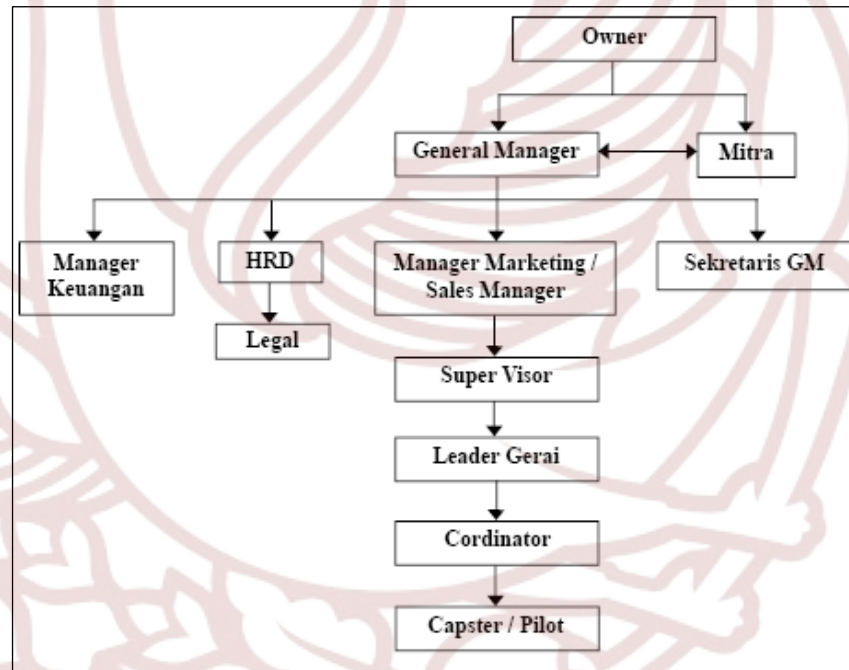 Owner
General Manager
Mitra
Manager
Keuangan
HRD
Manager Marketing /
Sales Manager
Sekretaris GM
Legal
Super Visor
Leader Gerai
Cordinator
Capster / Pilot